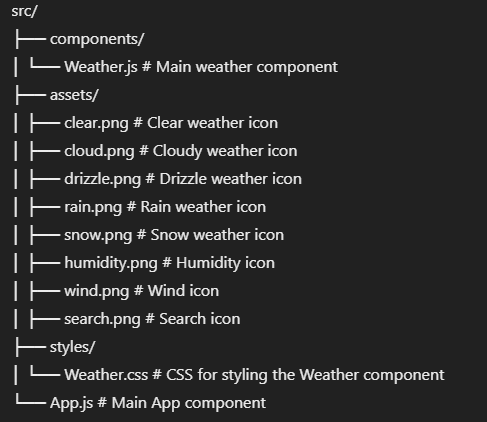 src/
├── components/
│ └── Weather.js # Main weather component
├── assets/
│ ├── clear.png # Clear weather icon
│ ├── cloud.png # Cloudy weather icon
│ ├── drizzle.png # Drizzle weather icon
│ ├── rain.png # Rain weather icon
│ ├── snow.png # Snow weather icon
│ ├── humidity.png # Humidity icon
│ ├── wind.png # Wind icon
│ ├── search.png # Search icon
├── styles/
│ └── Weather.css # CSS for styling the Weather component
└── App.js # Main App component